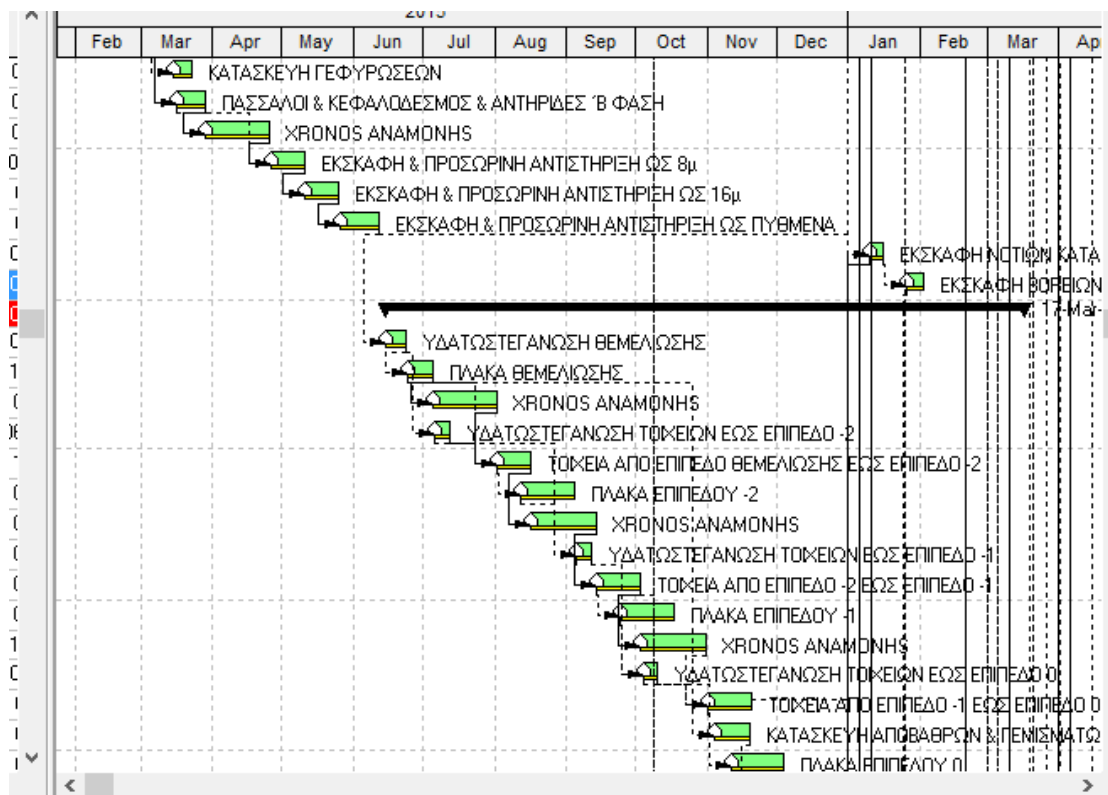 2015
Feb Mar Apr May Jun Jul Aug Sep Oct Nov Dec Jan Feb Mar Ap
ΚΑΤΑΣΚΕΥΗ ΓΕΦΥΡΩΣΕΩΝ
ΠΑΣΣΑΛΟΙ & ΚΕΦΑΛΟΔΕΣΜΟΣ & ΑΝΤΗΡΙΔΕΣ ΄Β ΦΑΣΗ
XRONOS ANAMONHS
ΕΚΣΚΑΦΗ & ΠΡΟΣΩΡΙΝΗ ΑΝΤΙΣΤΗΡΙΞΗ ΩΣ 8μ
ΕΚΣΚΑΦΗ & ΠΡΟΣΩΡΙΝΗ ΑΝΤΙΣΤΗΡΙΞΗ ΩΣ 16μ
ΕΚΣΚΑΦΗ & ΠΡΟΣΩΡΙΝΗ ΑΝΤΙΣΤΗΡΙΞΗ ΩΣ ΠΥΘΜΕΝΑ
ΕΚΣΚΑΦΗ ΝΟΤΙΩΝ ΚΑΤΑ
ΕΚΣΚΑΦΗ ΒΟΡΕΙΩΝ
17-Mar-
ΥΔΑΤΩΣΤΕΓΑΝΩΣΗ ΘΕΜΕΛΙΩΣΗΣ
ΠΛΑΚΑ ΘΕΜΕΛΙΩΣΗΣ
XRONOS ANAMONHS
ΥΔΑΤΩΣΤΕΓΑΝΩΣΗ ΤΟΙΧΕΙΩΝ ΕΩΣ ΕΠΙΠΕΔΟ -2
ΤΟΙΧΕΙΑ ΑΠΟ ΕΠΙΠΕΔΟ ΘΕΜΕΛΙΩΣΗΣ ΕΩΣ ΕΠΙΠΕΔΟ -2
ΠΛΑΚΑ ΕΠΙΠΕΔΟΥ -2
XRONOS ANAMONHS
ΥΔΑΤΩΣΤΕΓΑΝΩΣΗ ΤΟΙΧΕΙΩΝ ΕΩΣ ΕΠΙΠΕΔΟ -1
ΤΟΙΧΕΙΑ ΑΠΟ ΕΠΙΠΕΔΟ -2 ΕΩΣ ΕΠΙΠΕΔΟ -1
ΠΛΑΚΑ ΕΠΙΠΕΔΟΥ -1
XRONOS ANAMONHS
ΥΔΑΤΩΣΤΕΓΑΝΩΣΗ ΤΟΙΧΕΙΩΝ ΕΩΣ ΕΠΙΠΕΔΟ 0
ΤΟΙΧΕΙΑ ΑΠΟ ΕΠΙΠΕΔΟ -1 ΕΩΣ ΕΠΙΠΕΔΟ 0
ΚΑΤΑΣΚΕΥΗ ΑΠΟΒΑΘΡΩΝ & ΓΕΜΙΣΜΑΤΩ
ΠΛΑΚΑ ΕΠΙΠΕΔΟΥ 0